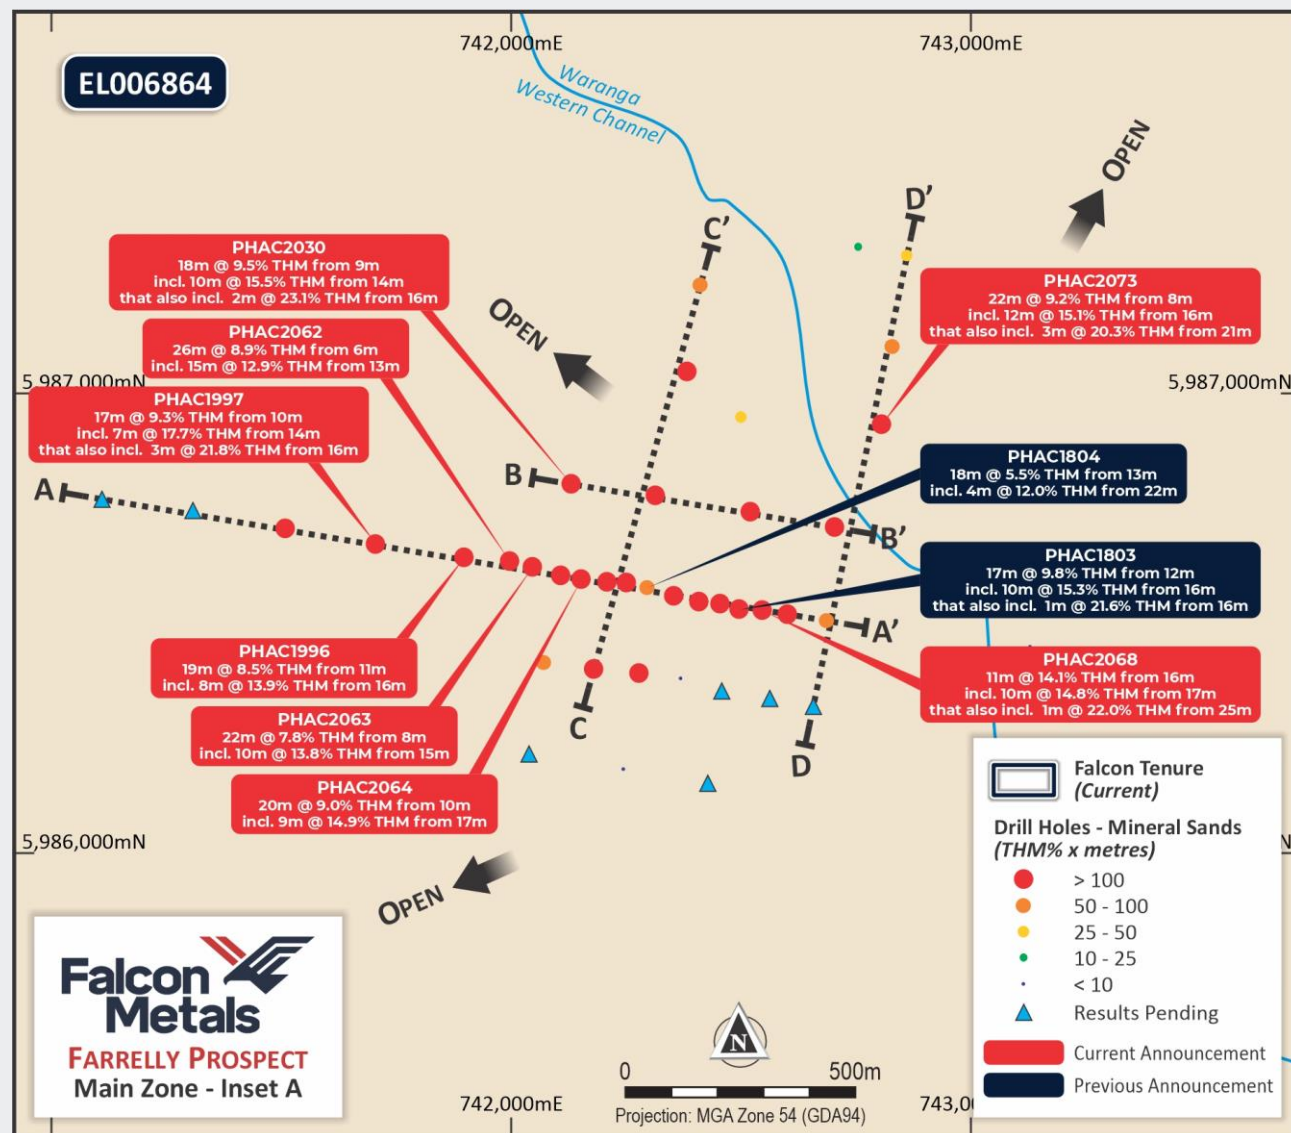 742,000mE
743,000mE
EL006864
Waranga
Western Channel
OPEN
D'
C'
PHAC2030
18m @ 9.5% THM from 9m
incl. 10m @ 15.5% THM from 14m
that also incl. 2m @ 23.1% THM from 16m
PHAC2073
22m @ 9.2% THM from 8m
incl. 12m @ 15.1% THM from 16m
that also incl. 3m @ 20.3% THM from 21m
OPEN
PHAC2062
26m @ 8.9% THM from 6m
incl. 15m @ 12.9% THM from 13m
5,987,000mN
5,987,000mN
PHAC1997
17m @ 9.3% THM from 10m
incl. 7m @ 17.7% THM from 14m
that also incl. 3m @ 21.8% THM from 16m
PHAC1804
18m @ 5.5% THM from 13m
incl. 4m @ 12.0% THM from 22m
B
A
B'
PHAC1803
17m @ 9.8% THM from 12m
incl. 10m @ 15.3% THM from 16m
that also incl. 1m @ 21.6% THM from 16m
A'
PHAC1996
19m @ 8.5% THM from 11m
incl. 8m @ 13.9% THM from 16m
PHAC2068
11m @ 14.1% THM from 16m
incl. 10m @ 14.8% THM from 17m
that also incl. 1m @ 22.0% THM from 25m
PHAC2063
22m @ 7.8% THM from 8m
incl. 10m @ 13.8% THM from 15m
C
D
PHAC2064
20m @ 9.0% THM from 10m
incl. 9m @ 14.9% THM from 17m
5,986,000mN
OPEN
Falcon Tenure
(Current)
Drill Holes - Mineral Sands
(THM% x metres)
> 100
50 - 100
25 - 50
10 - 25
< 10
Results Pending
Current Announcement
Previous Announcement
Falcon
Metals
FARRELLY PROSPECT
Main Zone - Inset A
N
0 500m
Projection: MGA Zone 54 (GDA94)
742,000mE